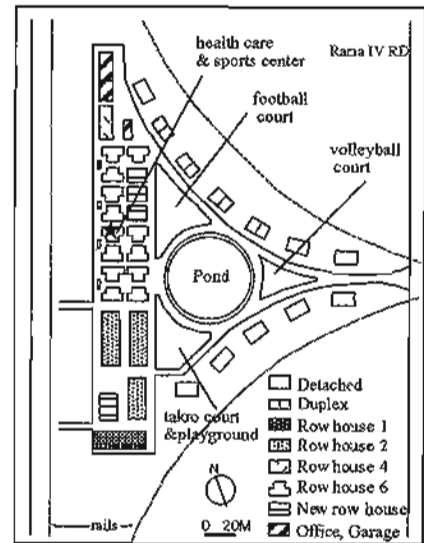 health care
& sports center
Rama IV RD
football
court
volleyball
court
Pond
takro court
&playground
Detached
Duplex
Row house 1
Row house 2
Row house 4
Row house 6
New row house
Office, Garage
N
0 20M
rails